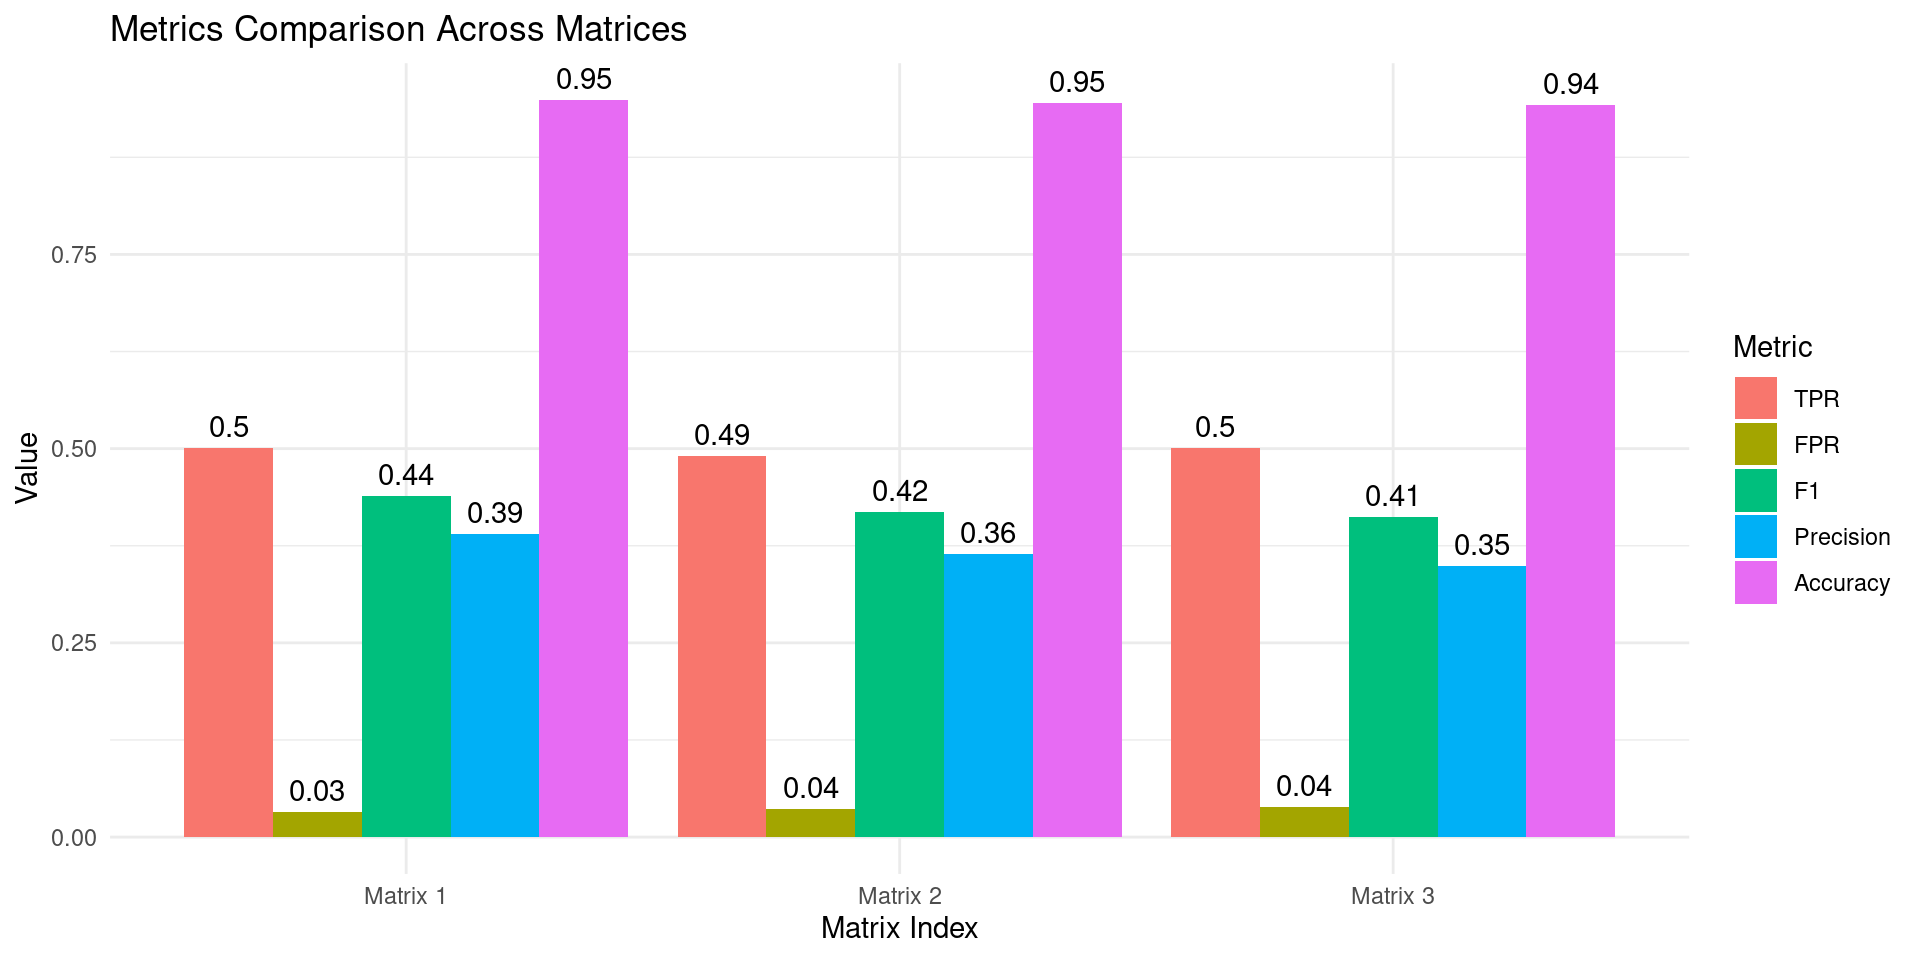 Metrics Comparison Across Matrices
0.95
0.95
0.94
0.75
0.5
0.49
0.5
0.50
0.44
0.42
0.41
0.39
0.36
0.35
0.25
0.03
0.04
0.04
0.00
Value
Matrix 1
Matrix 2
Matrix 3
Matrix Index
Metric
TPR
FPR
F1
Precision
Accuracy